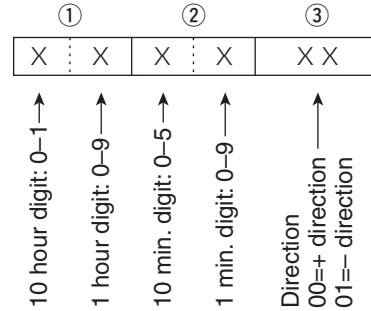 ① ② ③
X X X X X X
10 hour digit: 0–1
1 hour digit: 0–9
10 min. digit: 0–5
1 min. digit: 0–9
Direction
00=+ direction
01=– direction